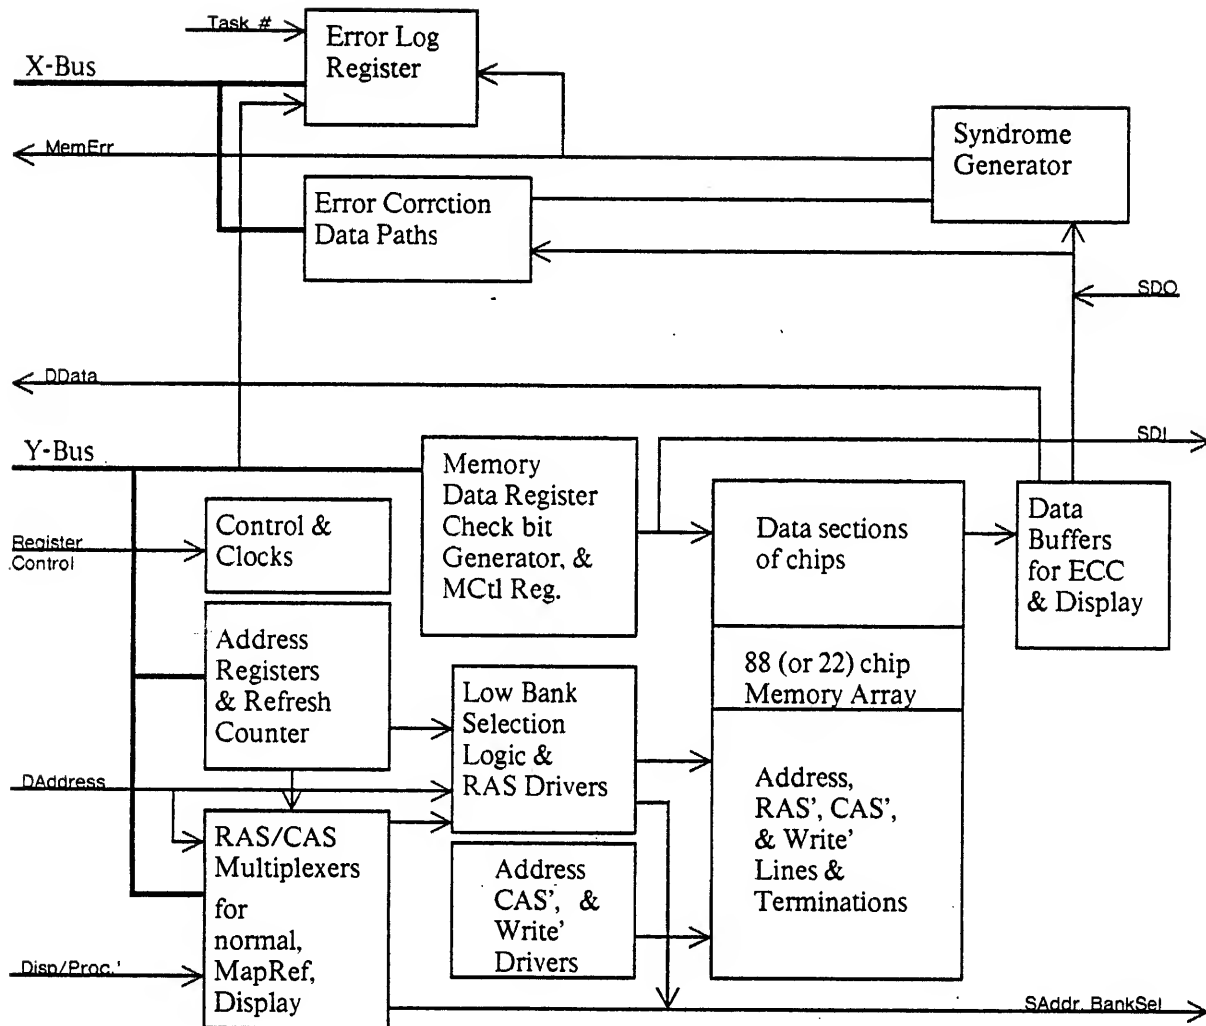 Task #
Error Log
Register
X-Bus
MemErr
Syndrome
Generator
Error Corrction
Data Paths
SDO
DData
Y-Bus
SDI
Memory
Data Register
Check bit
Generator, &
MCtl Reg.
Control &
Clocks
Register
.Control
Data sections
of chips
Data
Buffers
for ECC
& Display
Address
Registers
& Refresh
Counter
88 (or 22) chip
Memory Array
Low Bank
Selection
Logic &
RAS Drivers
DAddress
Address,
RAS', CAS',
& Write'
Lines &
Terminations
RAS/CAS
Multiplexers
for
normal,
MapRef,
Display
Address
CAS', &
Write'
Drivers
Disp/Proc.'
SAddr. BankSel